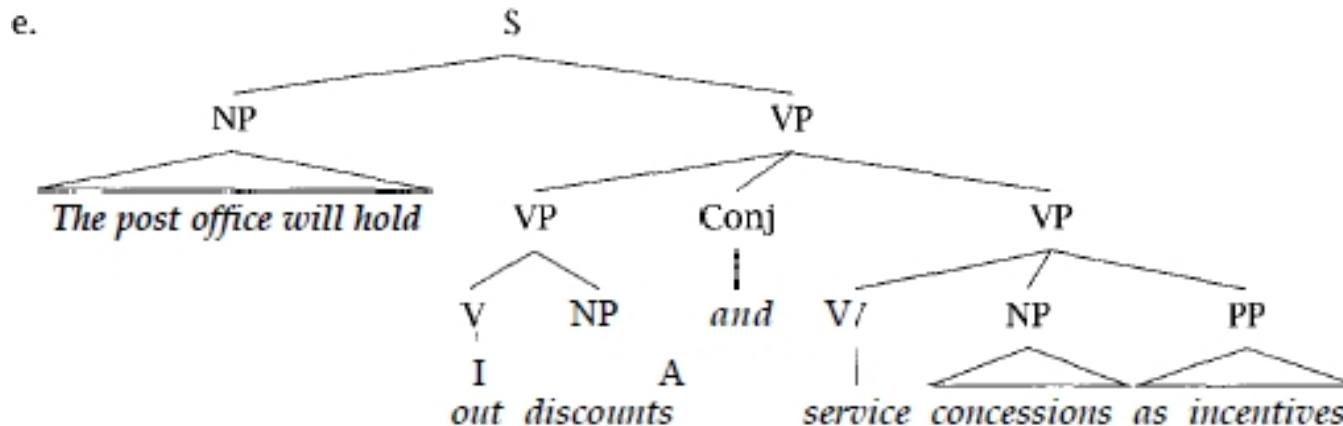 e. S
NP VP
The post office will hold VP Conj VP
V NP and V/ NP PP
I A
out discounts service concessions as incentives